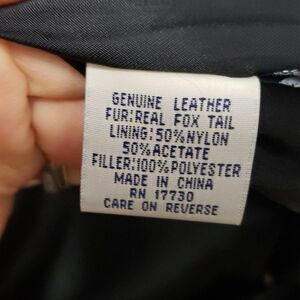 GENUINE LEATHER
FUR:REAL FOX TAIL
LINING:50%NYLON
50%ACETATE
FILLER:100%POLYESTER
MADE IN CHINA
RN 17730
CARE ON REVERSE